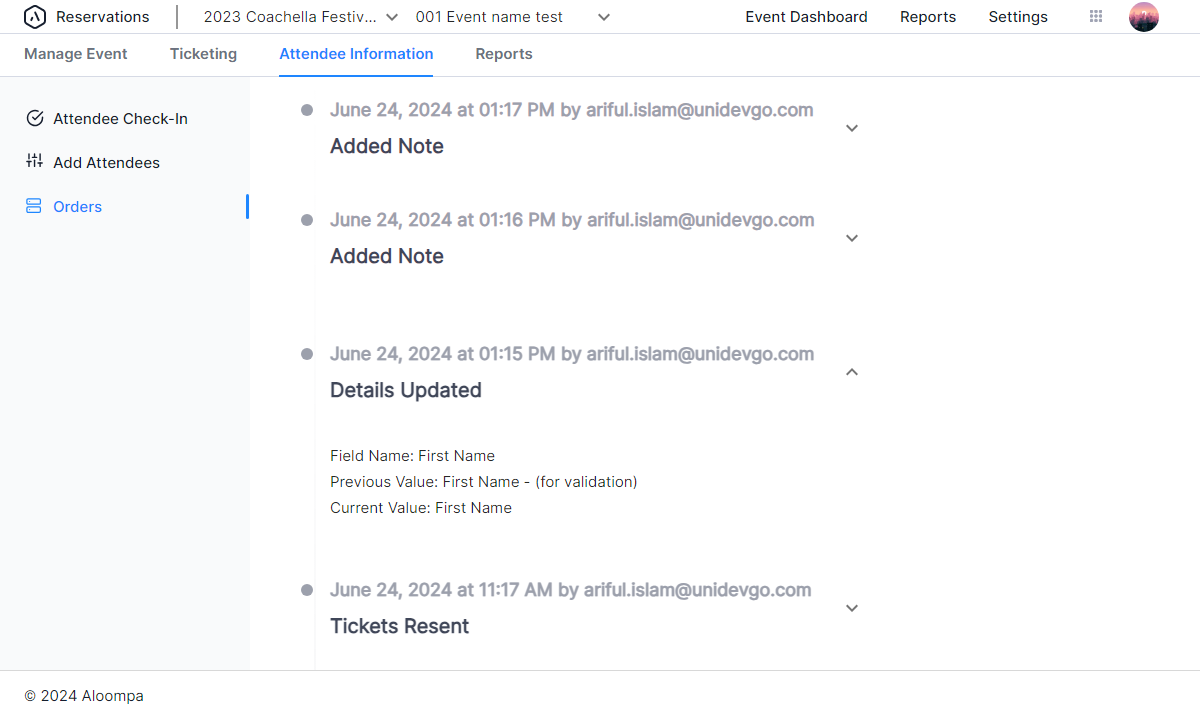 Reservations
2023 Coachella Festiv...
001 Event name test
Event Dashboard
Reports
Settings
Manage Event
Ticketing
Attendee Information
Reports
Attendee Check-In
Add Attendees
Orders
June 24, 2024 at 01:17 PM by ariful.islam@unidevgo.com
Added Note
June 24, 2024 at 01:16 PM by ariful.islam@unidevgo.com
Added Note
June 24, 2024 at 01:15 PM by ariful.islam@unidevgo.com
Details Updated
Field Name: First Name
Previous Value: First Name - (for validation)
Current Value: First Name
June 24, 2024 at 11:17 AM by ariful.islam@unidevgo.com
Tickets Resent
© 2024 Aloompa